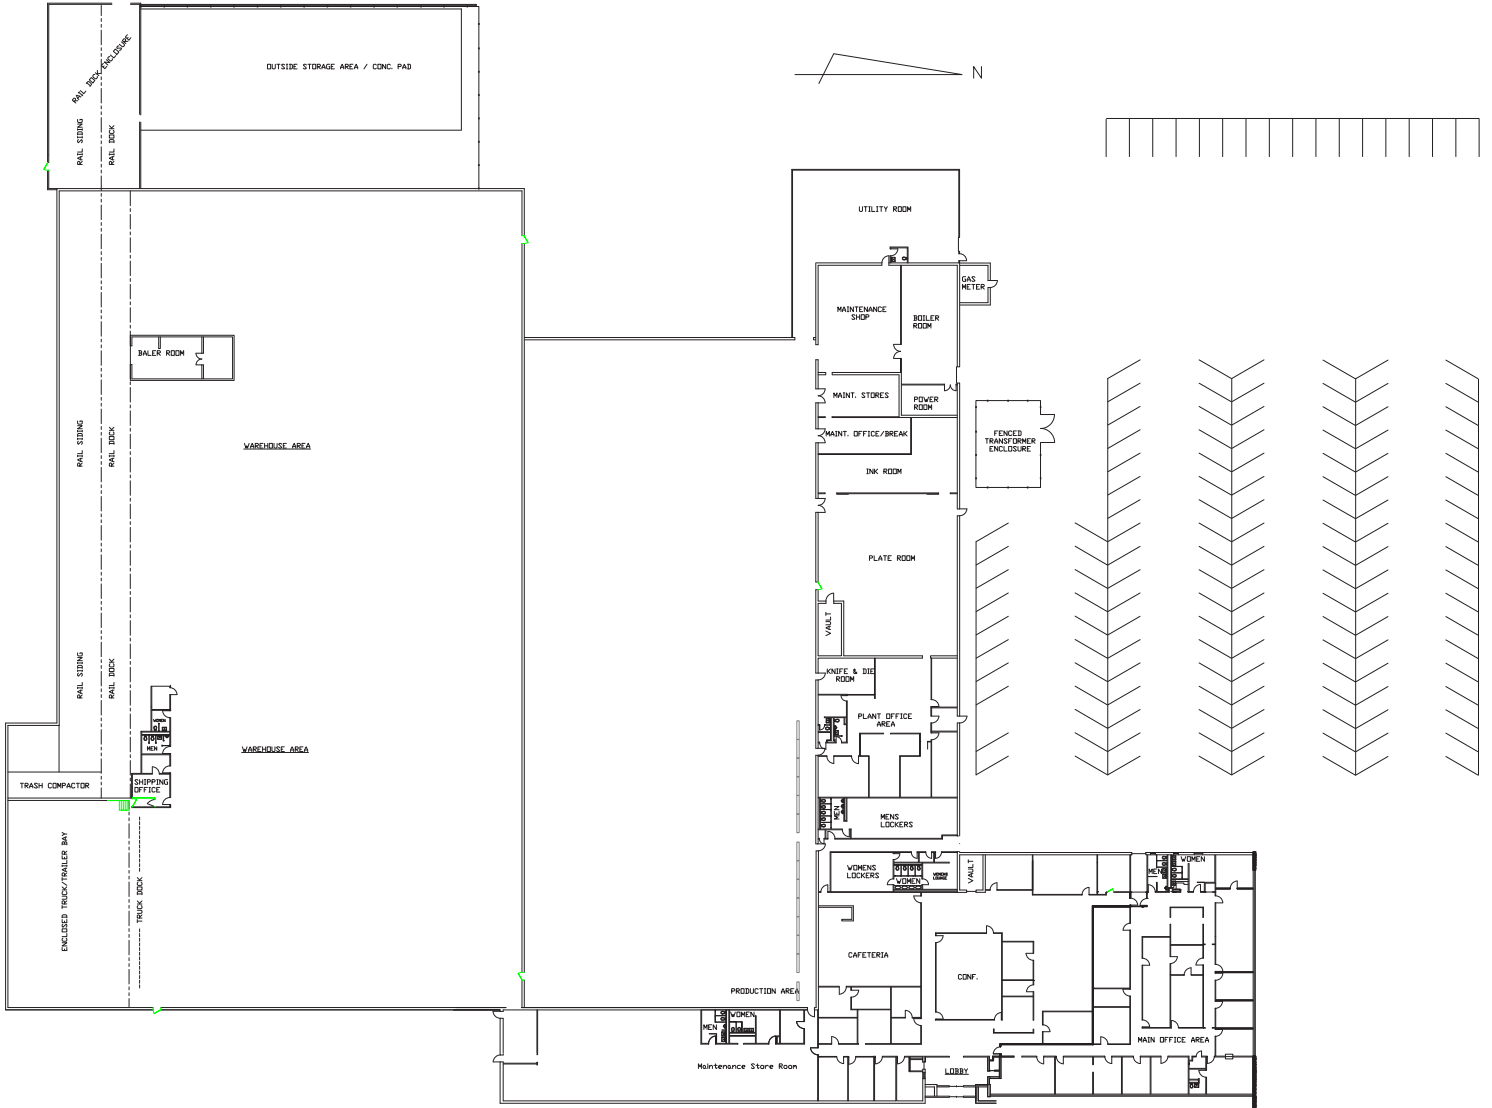 RAIL DOCK ENCLOSURE
OUTSIDE STORAGE AREA / CONC. PAD
N
RAIL SIDING
RAIL DOCK
UTILITY ROOM
GAS
METER
MAINTENANCE
SHOP
BOILER
ROOM
BALER ROOM
MAINT. STORES
POWER
ROOM
RAIL SIDING
RAIL DOCK
WAREHOUSE AREA
MAINT. OFFICE/BREAK
FENCED
TRANSFORMER
ENCLOSURE
INK ROOM
PLATE ROOM
VAULT
RAIL SIDING
RAIL DOCK
KNIFE & DIE
ROOM
WOMEN
PLANT OFFICE
AREA
MEN
WAREHOUSE AREA
TRASH COMPACTOR
SHIPPING
OFFICE
MEN
MENS
LOCKERS
ENCLOSED TRUCK/TRAILER BAY
TRUCK DOCK
WOMENS
LOCKERS
WOMEN
WOMENS
LOUNGE
VAULT
MEN
WOMEN
CAFETERIA
CONF.
PRODUCTION AREA
MEN
WOMEN
MAIN OFFICE AREA
Maintenance Store Room
LOBBY